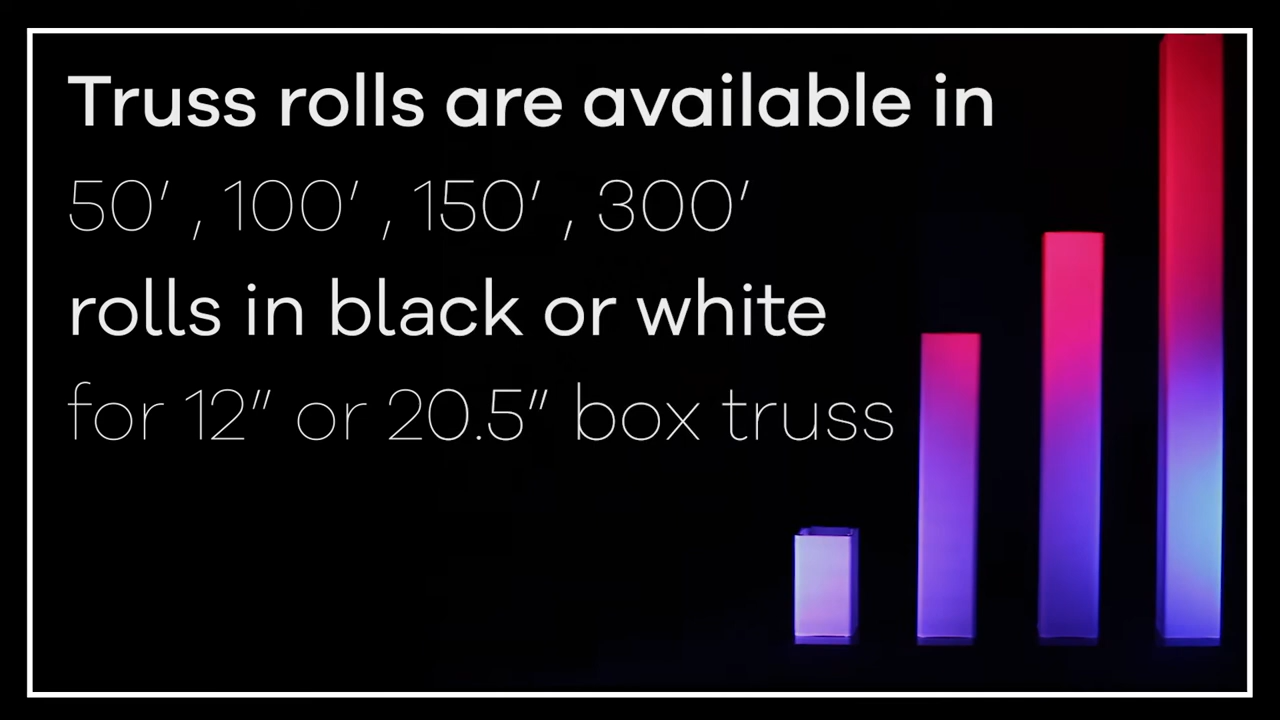 Truss rolls are available in
50′ , 100′ , 150′ , 300′
rolls in black or white
for 12″ or 20.5″ box truss